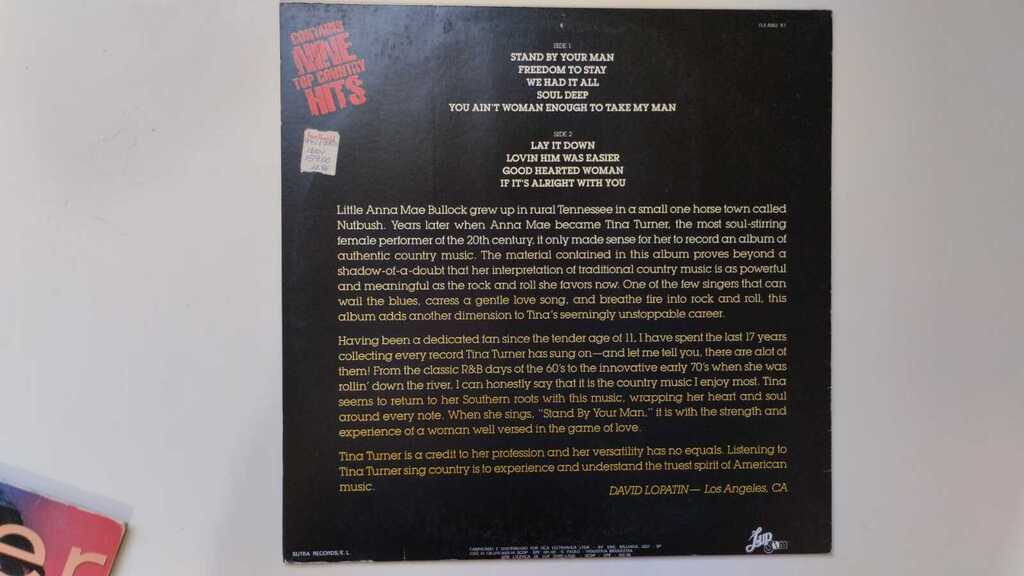 CONTAINS
NINE
TOP COUNTRY
HITS
SIDE 1
STAND BY YOUR MAN
FREEDOM TO STAY
WE HAD IT ALL
SOUL DEEP
YOU AIN'T WOMAN ENOUGH TO TAKE MY MAN
SIDE 2
LAY IT DOWN
LOVIN HIM WAS EASIER
GOOD HEARTED WOMAN
IF IT'S ALRIGHT WITH YOU
Little Anna Mae Bullock grew up in rural Tennessee in a small one horse town called
Nutbush. Years later when Anna Mae became Tina Turner, the most soul-stirring
female performer of the 20th century, it only made sense for her to record an album of
authentic country music. The material contained in this album proves beyond a
shadow-of-a-doubt that her interpretation of traditional country music is as powerful
and meaningful as the rock and roll she favors now. One of the few singers that can
wail the blues, caress a gentle love song, and breathe fire into rock and roll, this
album adds another dimension to Tina's seemingly unstoppable career.
Having been a dedicated fan since the tender age of 11, I have spent the last 17 years
collecting every record Tina Turner has sung on—and let me tell you, there are alot of
them! From the classic R&B days of the 60's to the innovative early 70's when she was
rollin' down the river, I can honestly say that it is the country music I enjoy most. Tina
seems to return to her Southern roots with this music, wrapping her heart and soul
around every note. When she sings, "Stand By Your Man," it is with the strength and
experience of a woman well versed in the game of love.
Tina Turner is a credit to her profession and her versatility has no equals. Listening to
Tina Turner sing country is to experience and understand the truest spirit of American
music.
DAVID LOPATIN— Los Angeles, CA
SUTRA RECORDS/E. L.
er